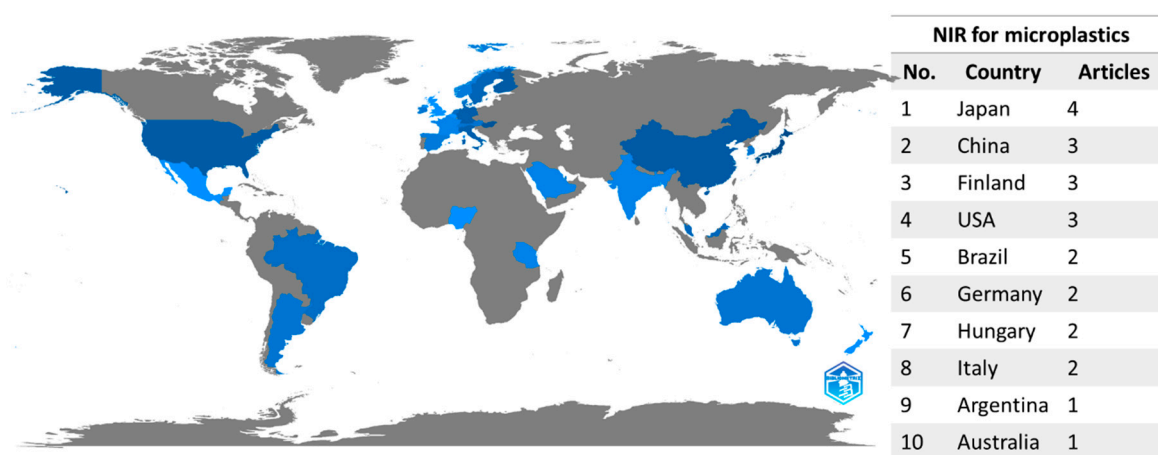 NIR for microplastics
No. Country Articles
1 Japan 4
2 China 3
3 Finland 3
4 USA 3
5 Brazil 2
6 Germany 2
7 Hungary 2
8 Italy 2
9 Argentina 1
10 Australia 1
BIBLIOMETRIX